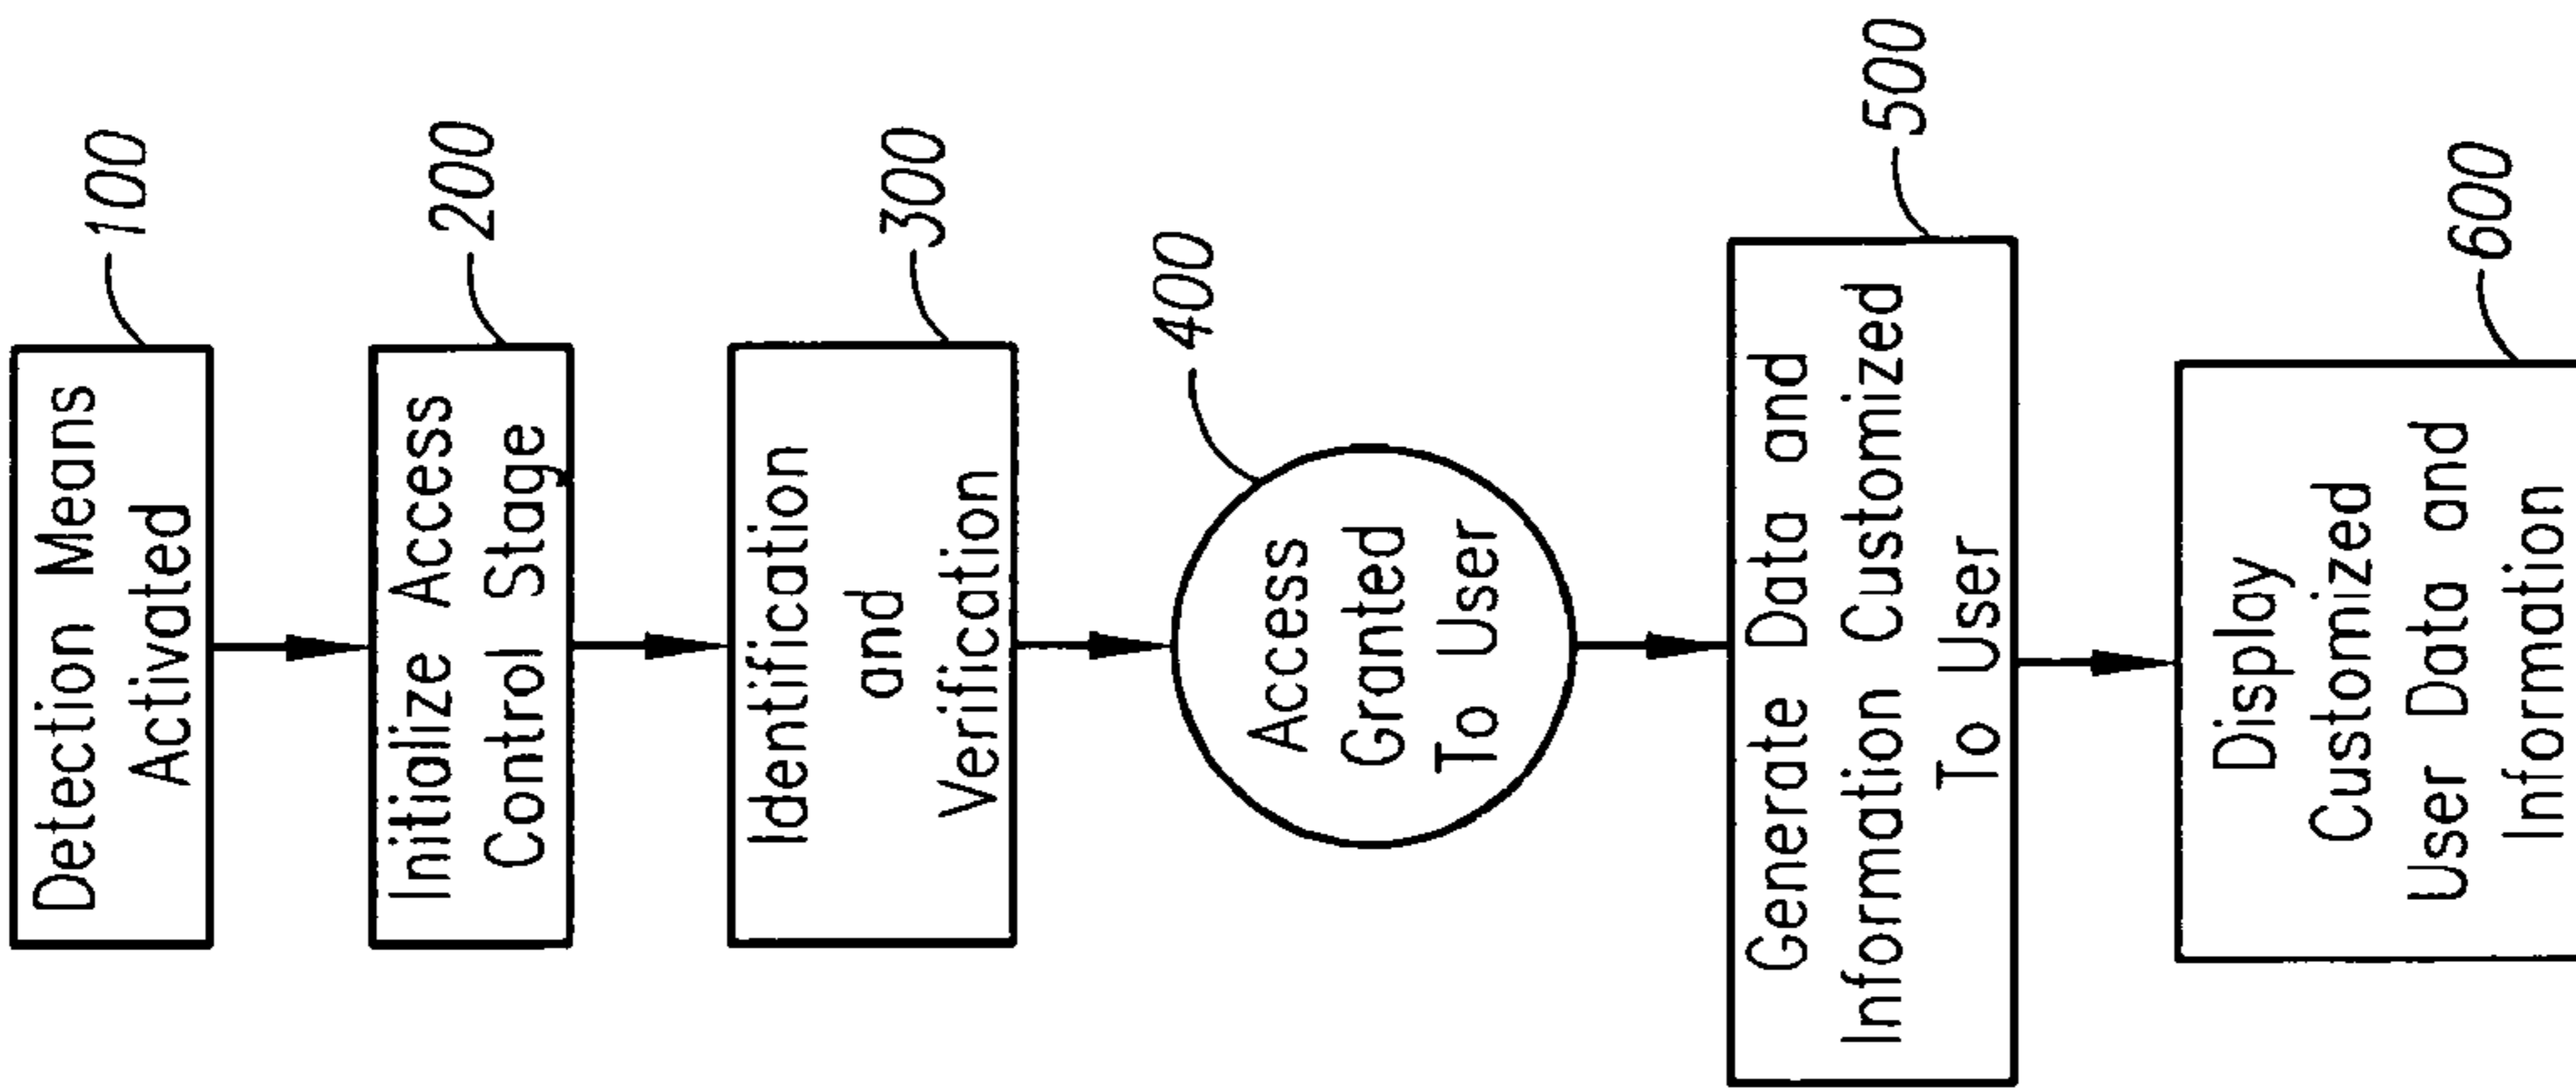 Detection Means
Activated
100
Initialize Access
Control Stage
200
Identification
and
Verification
300
Access
Granted
To User
400
Generate Data and
Information Customized
To User
500
Display
Customized
User Data and
Information
600